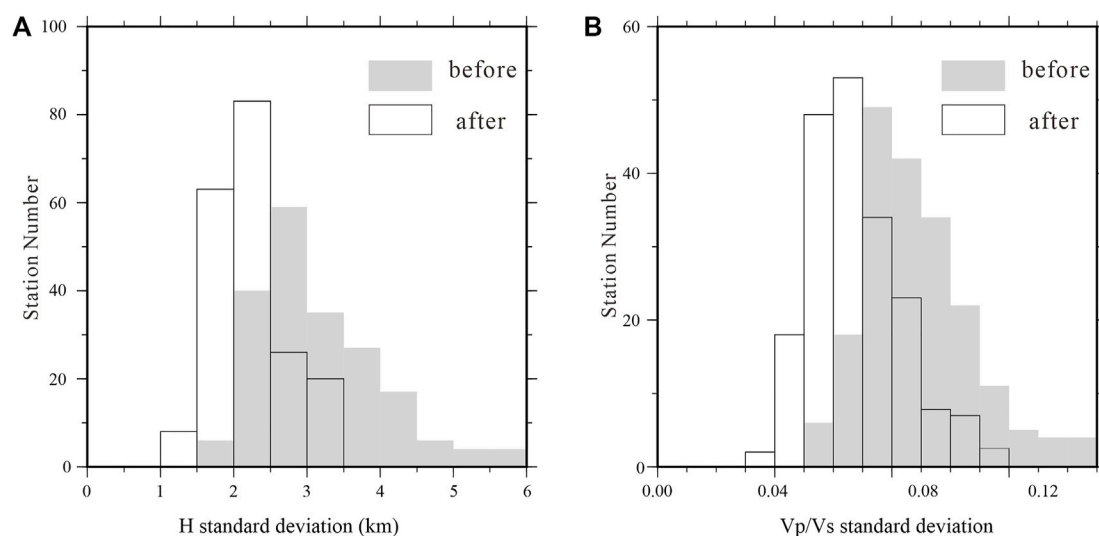 A
100
80
60
40
20
0
Station Number
before
after
0 1 2 3 4 5 6
H standard deviation (km)
B
60
40
20
0
Station Number
before
after
0.00 0.04 0.08 0.12
Vp/Vs standard deviation